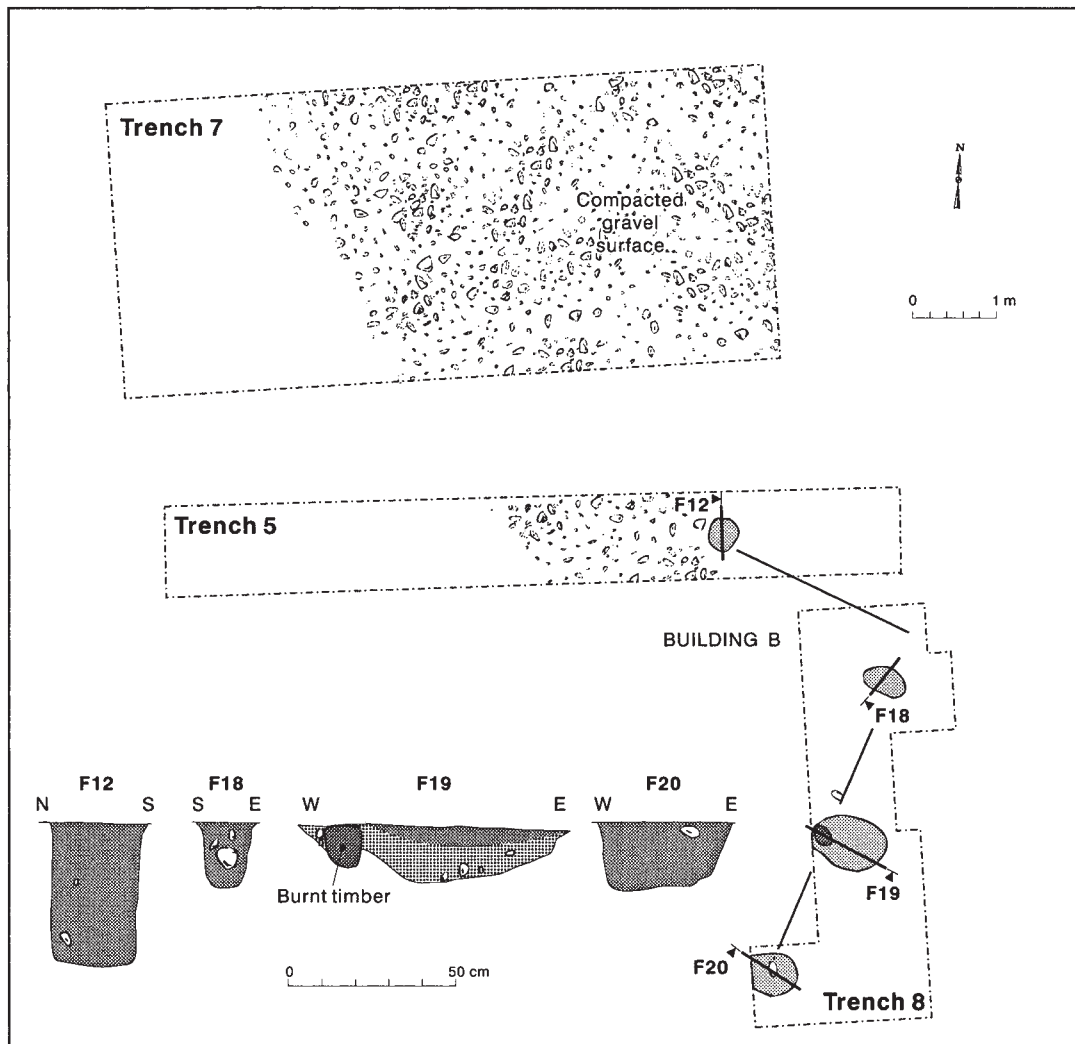 Trench 7
N
Compacted
gravel
surface
0 1 m
F12
Trench 5
BUILDING B
F18
F12 F18 F19 F20
N S S E W E W E
Burnt timber
F19
0 50 cm
F20
Trench 8